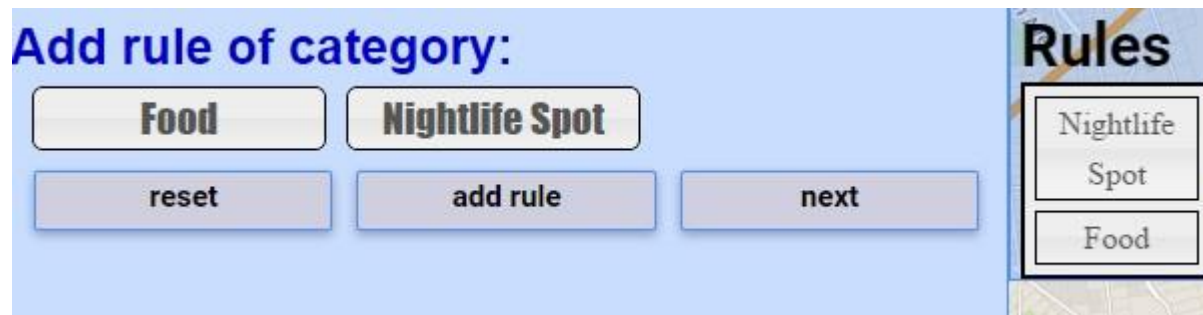 Add rule of category:
Food Nightlife Spot
reset add rule next
Rules
Nightlife
Spot
Food